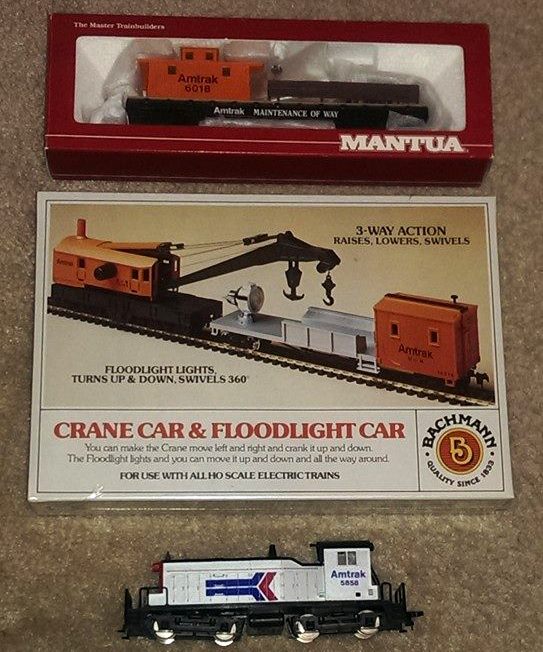 The Master Trainbuilders
Amtrak
6018
Amtrak MAINTENANCE OF WAY
MANTUA
3-WAY ACTION
RAISES, LOWERS, SWIVELS
Amtrak
Amtrak
FLOODLIGHT LIGHTS,
TURNS UP & DOWN, SWIVELS 360°
CRANE CAR & FLOODLIGHT CAR
You can make the Crane move left and right and crank it up and down.
The Floodlight lights and you can move it up and down and all the way around.
FOR USE WITH ALL HO SCALE ELECTRIC TRAINS
BACHMANN
B
QUALITY SINCE 1833
Amtrak
5858